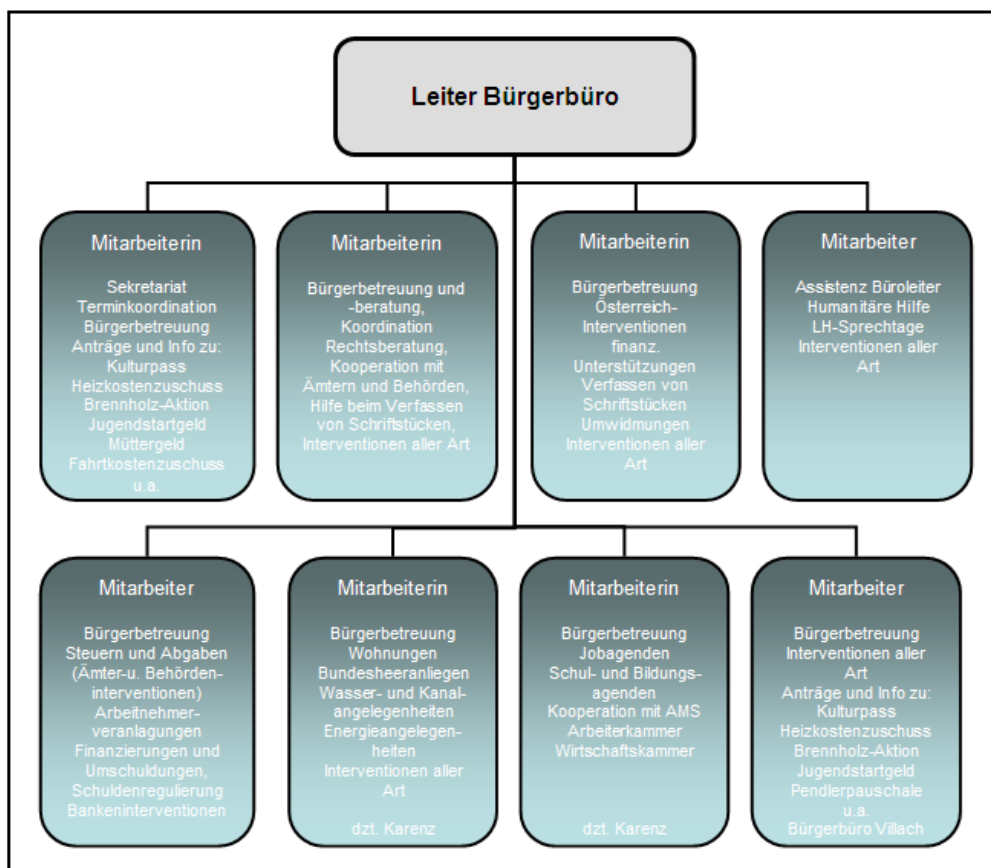 Leiter Bürgerbüro
Mitarbeiterin
Sekretariat
Terminkoordination
Bürgerbetreuung
Anträge und Info zu:
Kulturpass
Heizkostenzuschuss
Brennholz-Aktion
Jugendstartgeld
Müttergeld
Fahrtkostenzuschuss
u.a.
Mitarbeiterin
Bürgerbetreuung und
-beratung,
Koordination
Rechtsberatung,
Kooperation mit
Ämtern und Behörden,
Hilfe beim Verfassen
von Schriftstücken,
Interventionen aller Art
Mitarbeiterin
Bürgerbetreuung
Österreich-
Interventionen
finanz.
Unterstützungen
Verfassen von
Schriftstücken
Umwidmungen
Interventionen aller
Art
Mitarbeiter
Assistenz Büroleiter
Humanitäre Hilfe
LH-Sprechtage
Interventionen aller
Art
Mitarbeiter
Bürgerbetreuung
Steuern und Abgaben
(Ämter-u. Behörden-
interventionen)
Arbeitnehmer-
veranlagungen
Finanzierungen und
Umschuldungen,
Schuldenregulierung
Bankeninterventionen
Mitarbeiterin
Bürgerbetreuung
Wohnungen
Bundesheeranliegen
Wasser- und Kanal-
angelegenheiten
Energieangelegen-
heiten
Interventionen aller
Art
dzt. Karenz
Mitarbeiterin
Bürgerbetreuung
Jobagenden
Schul- und Bildungs-
agenden
Kooperation mit AMS
Arbeiterkammer
Wirtschaftskammer
dzt. Karenz
Mitarbeiter
Bürgerbetreuung
Interventionen aller
Art
Anträge und Info zu:
Kulturpass
Heizkostenzuschuss
Brennholz-Aktion
Jugendstartgeld
Pendlerpauschale
u.a.
Bürgerbüro Villach